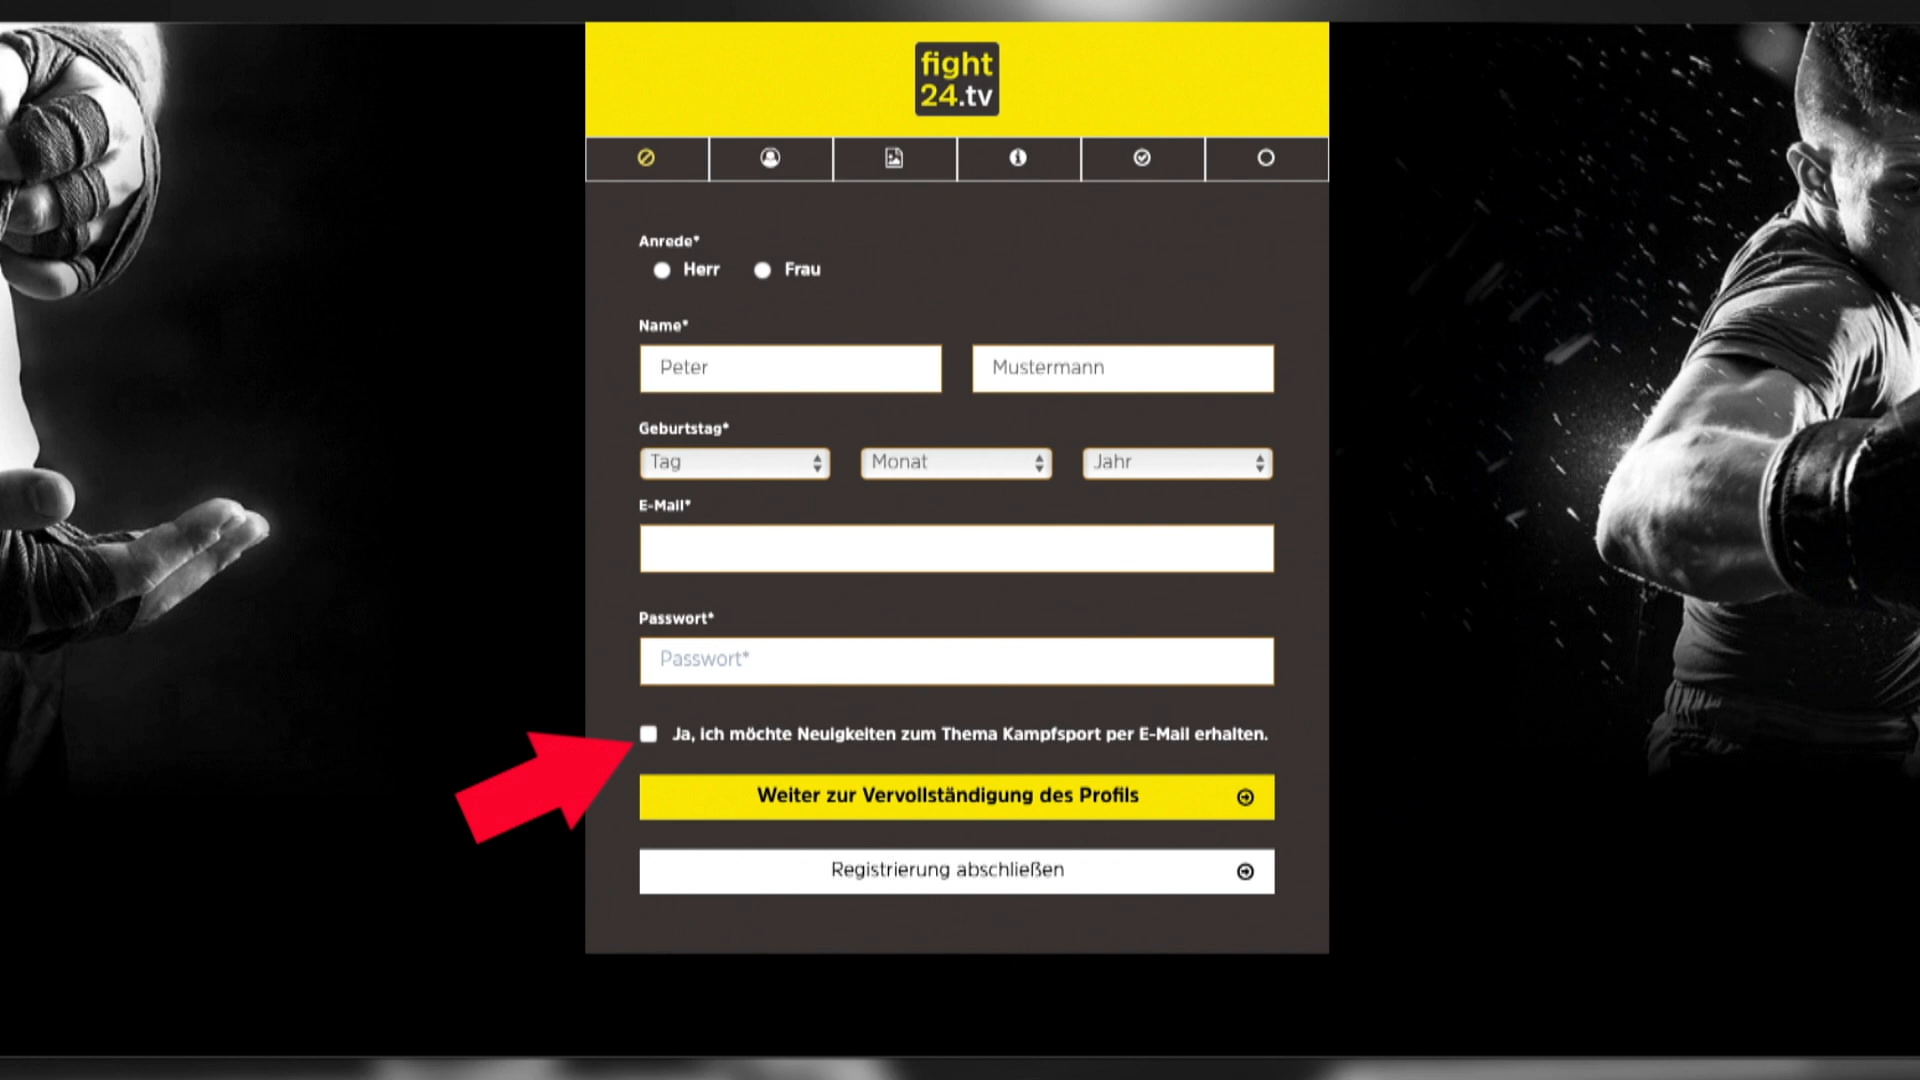 fight
24.tv
Anrede*
Herr Frau
Name*
Peter Mustermann
Geburtstag*
Tag Monat Jahr
E-Mail*
Passwort*
Passwort*
Ja, ich möchte Neuigkeiten zum Thema Kampfsport per E-Mail erhalten.
Weiter zur Vervollständigung des Profils
Registrierung abschließen